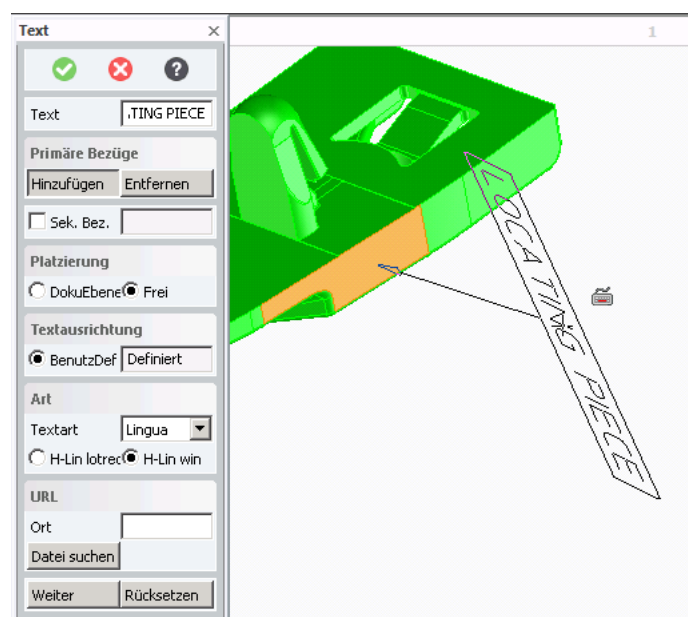 Text
1
Text .TING PIECE
Primäre Bezüge
Hinzufügen Entfernen
Sek. Bez.
Platzierung
DokuEbene Frei
Textausrichtung
BenutzDef Definiert
Art
Textart Lingua
H-Lin lotrec H-Lin win
URL
Ort
Datei suchen
Weiter Rücksetzen
LOCATING PIECE